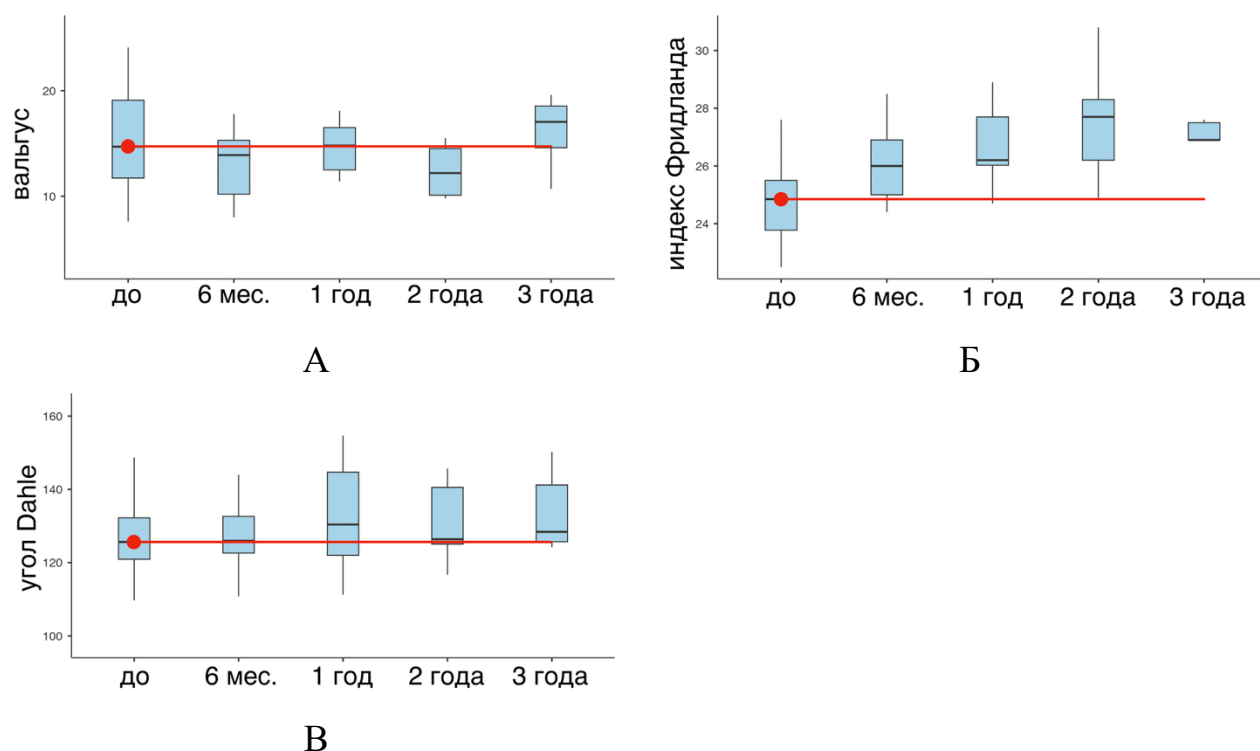 вальгус
20
10
до 6 мес. 1 год 2 года 3 года
А
индекс Фридланда
30
28
26
24
до 6 мес. 1 год 2 года 3 года
Б
угол Dahle
160
140
120
100
до 6 мес. 1 год 2 года 3 года
В